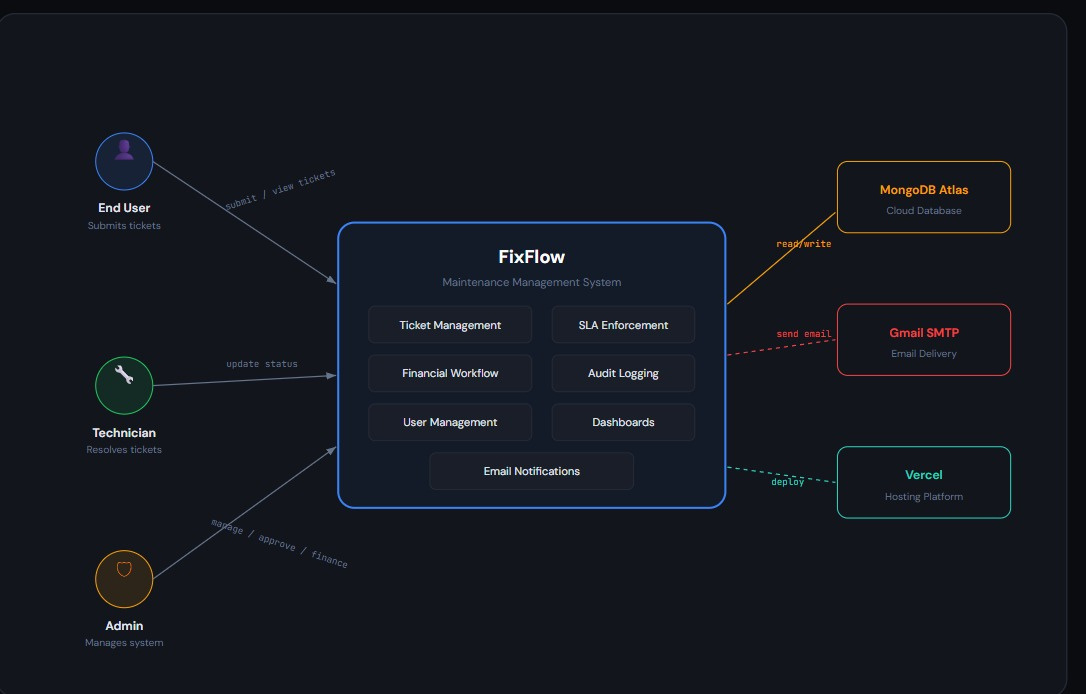 End User
Submits tickets
submit / view tickets
Technician
Resolves tickets
update status
Admin
Manages system
manage / approve / finance
FixFlow
Maintenance Management System
Ticket Management
SLA Enforcement
Financial Workflow
Audit Logging
User Management
Dashboards
Email Notifications
read/write
MongoDB Atlas
Cloud Database
send email
Gmail SMTP
Email Delivery
deploy
Vercel
Hosting Platform